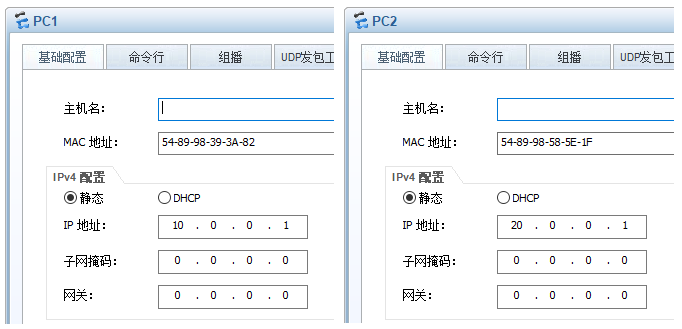 PC1
基础配置 命令行 组播 UDP发包工
主机名:
MAC 地址: 54-89-98-39-3A-82
IPv4 配置
静态 DHCP
IP 地址: 10 . 0 . 0 . 1
子网掩码: 0 . 0 . 0 . 0
网关: 0 . 0 . 0 . 0
PC2
基础配置 命令行 组播 UDP发包
主机名:
MAC 地址: 54-89-98-58-5E-1F
IPv4 配置
静态 DHCP
IP 地址: 20 . 0 . 0 . 1
子网掩码: 0 . 0 . 0 . 0
网关: 0 . 0 . 0 . 0